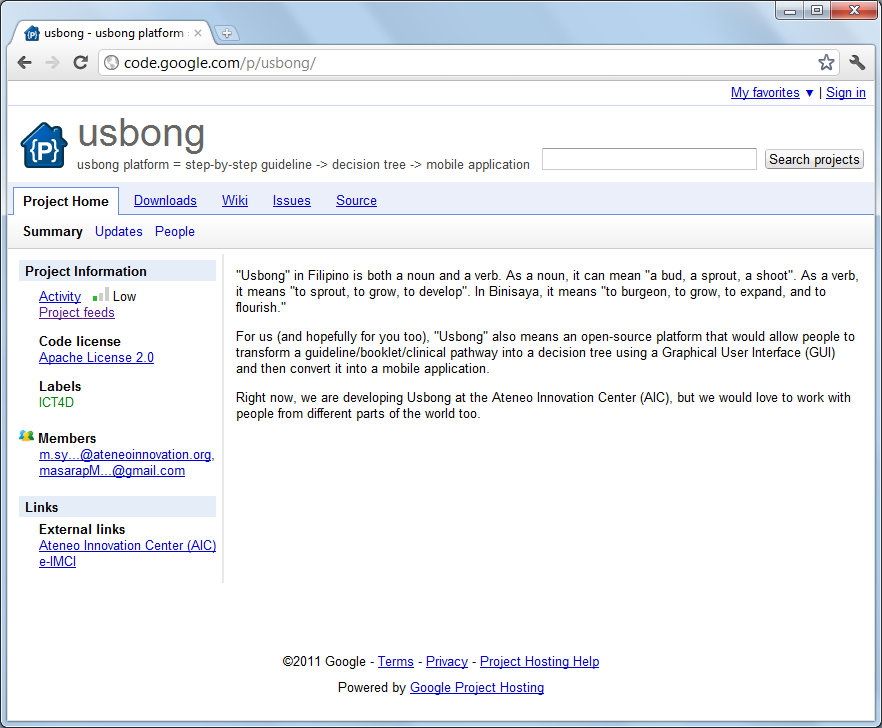 usbong - usbong platform
code.google.com/p/usbong/
My favorites ▼ | Sign in
{P}
usbong
usbong platform = step-by-step guideline -> decision tree -> mobile application
Search projects
Project Home Downloads Wiki Issues Source
Summary Updates People
Project Information
Activity Low
Project feeds
Code license
Apache License 2.0
Labels
ICT4D
Members
m.sy...@ateneoinnovation.org,
masarapM...@gmail.com
Links
External links
Ateneo Innovation Center (AIC)
e-IMCI
"Usbong" in Filipino is both a noun and a verb. As a noun, it can mean "a bud, a sprout, a shoot". As a verb,
it means "to sprout, to grow, to develop". In Binisaya, it means "to burgeon, to grow, to expand, and to
flourish."
For us (and hopefully for you too), "Usbong" also means an open-source platform that would allow people to
transform a guideline/booklet/clinical pathway into a decision tree using a Graphical User Interface (GUI)
and then convert it into a mobile application.
Right now, we are developing Usbong at the Ateneo Innovation Center (AIC), but we would love to work with
people from different parts of the world too.
©2011 Google - Terms - Privacy - Project Hosting Help
Powered by Google Project Hosting